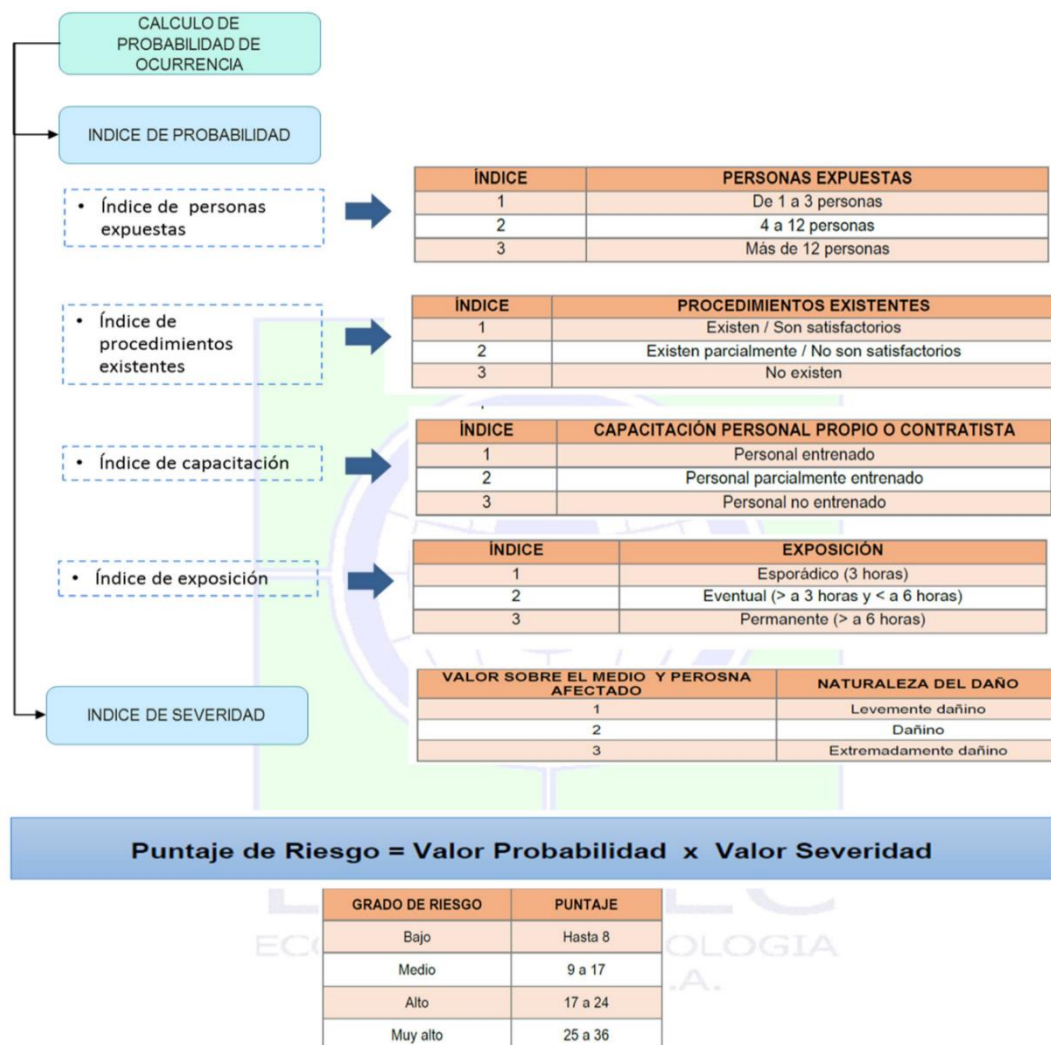 CALCULO DE
PROBABILIDAD DE
OCURRENCIA
INDICE DE PROBABILIDAD
• Índice de personas
expuestas
ÍNDICE PERSONAS EXPUESTAS
1 De 1 a 3 personas
2 4 a 12 personas
3 Más de 12 personas
• Índice de
procedimientos
existentes
ÍNDICE PROCEDIMIENTOS EXISTENTES
1 Existen / Son satisfactorios
2 Existen parcialmente / No son satisfactorios
3 No existen
• Índice de capacitación
ÍNDICE CAPACITACIÓN PERSONAL PROPIO O CONTRATISTA
1 Personal entrenado
2 Personal parcialmente entrenado
3 Personal no entrenado
• Índice de exposición
ÍNDICE EXPOSICIÓN
1 Esporádico (3 horas)
2 Eventual (> a 3 horas y < a 6 horas)
3 Permanente (> a 6 horas)
INDICE DE SEVERIDAD
VALOR SOBRE EL MEDIO Y PEROSNA
AFECTADO
NATURALEZA DEL DAÑO
1 Levemente dañino
2 Dañino
3 Extremadamente dañino
Puntaje de Riesgo = Valor Probabilidad x Valor Severidad
GRADO DE RIESGO PUNTAJE
Bajo Hasta 8
Medio 9 a 17
Alto 17 a 24
Muy alto 25 a 36